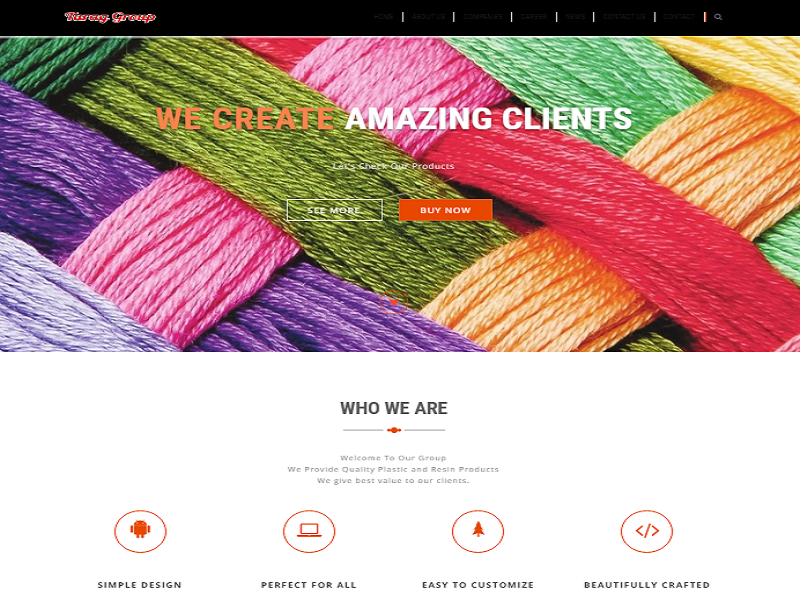 Tarug Group
HOME
ABOUT US
COMPANIES
CAREER
NEWS
CONTACT US
CONTACT
WE CREATE AMAZING CLIENTS
Let's Sheck Our Products
SEE MORE
BUY NOW
WHO WE ARE
Welcome To Our Group
We Provide Quality Plastic and Resin Products
We give best value to our clients.
SIMPLE DESIGN
PERFECT FOR ALL
EASY TO CUSTOMIZE
BEAUTIFULLY CRAFTED